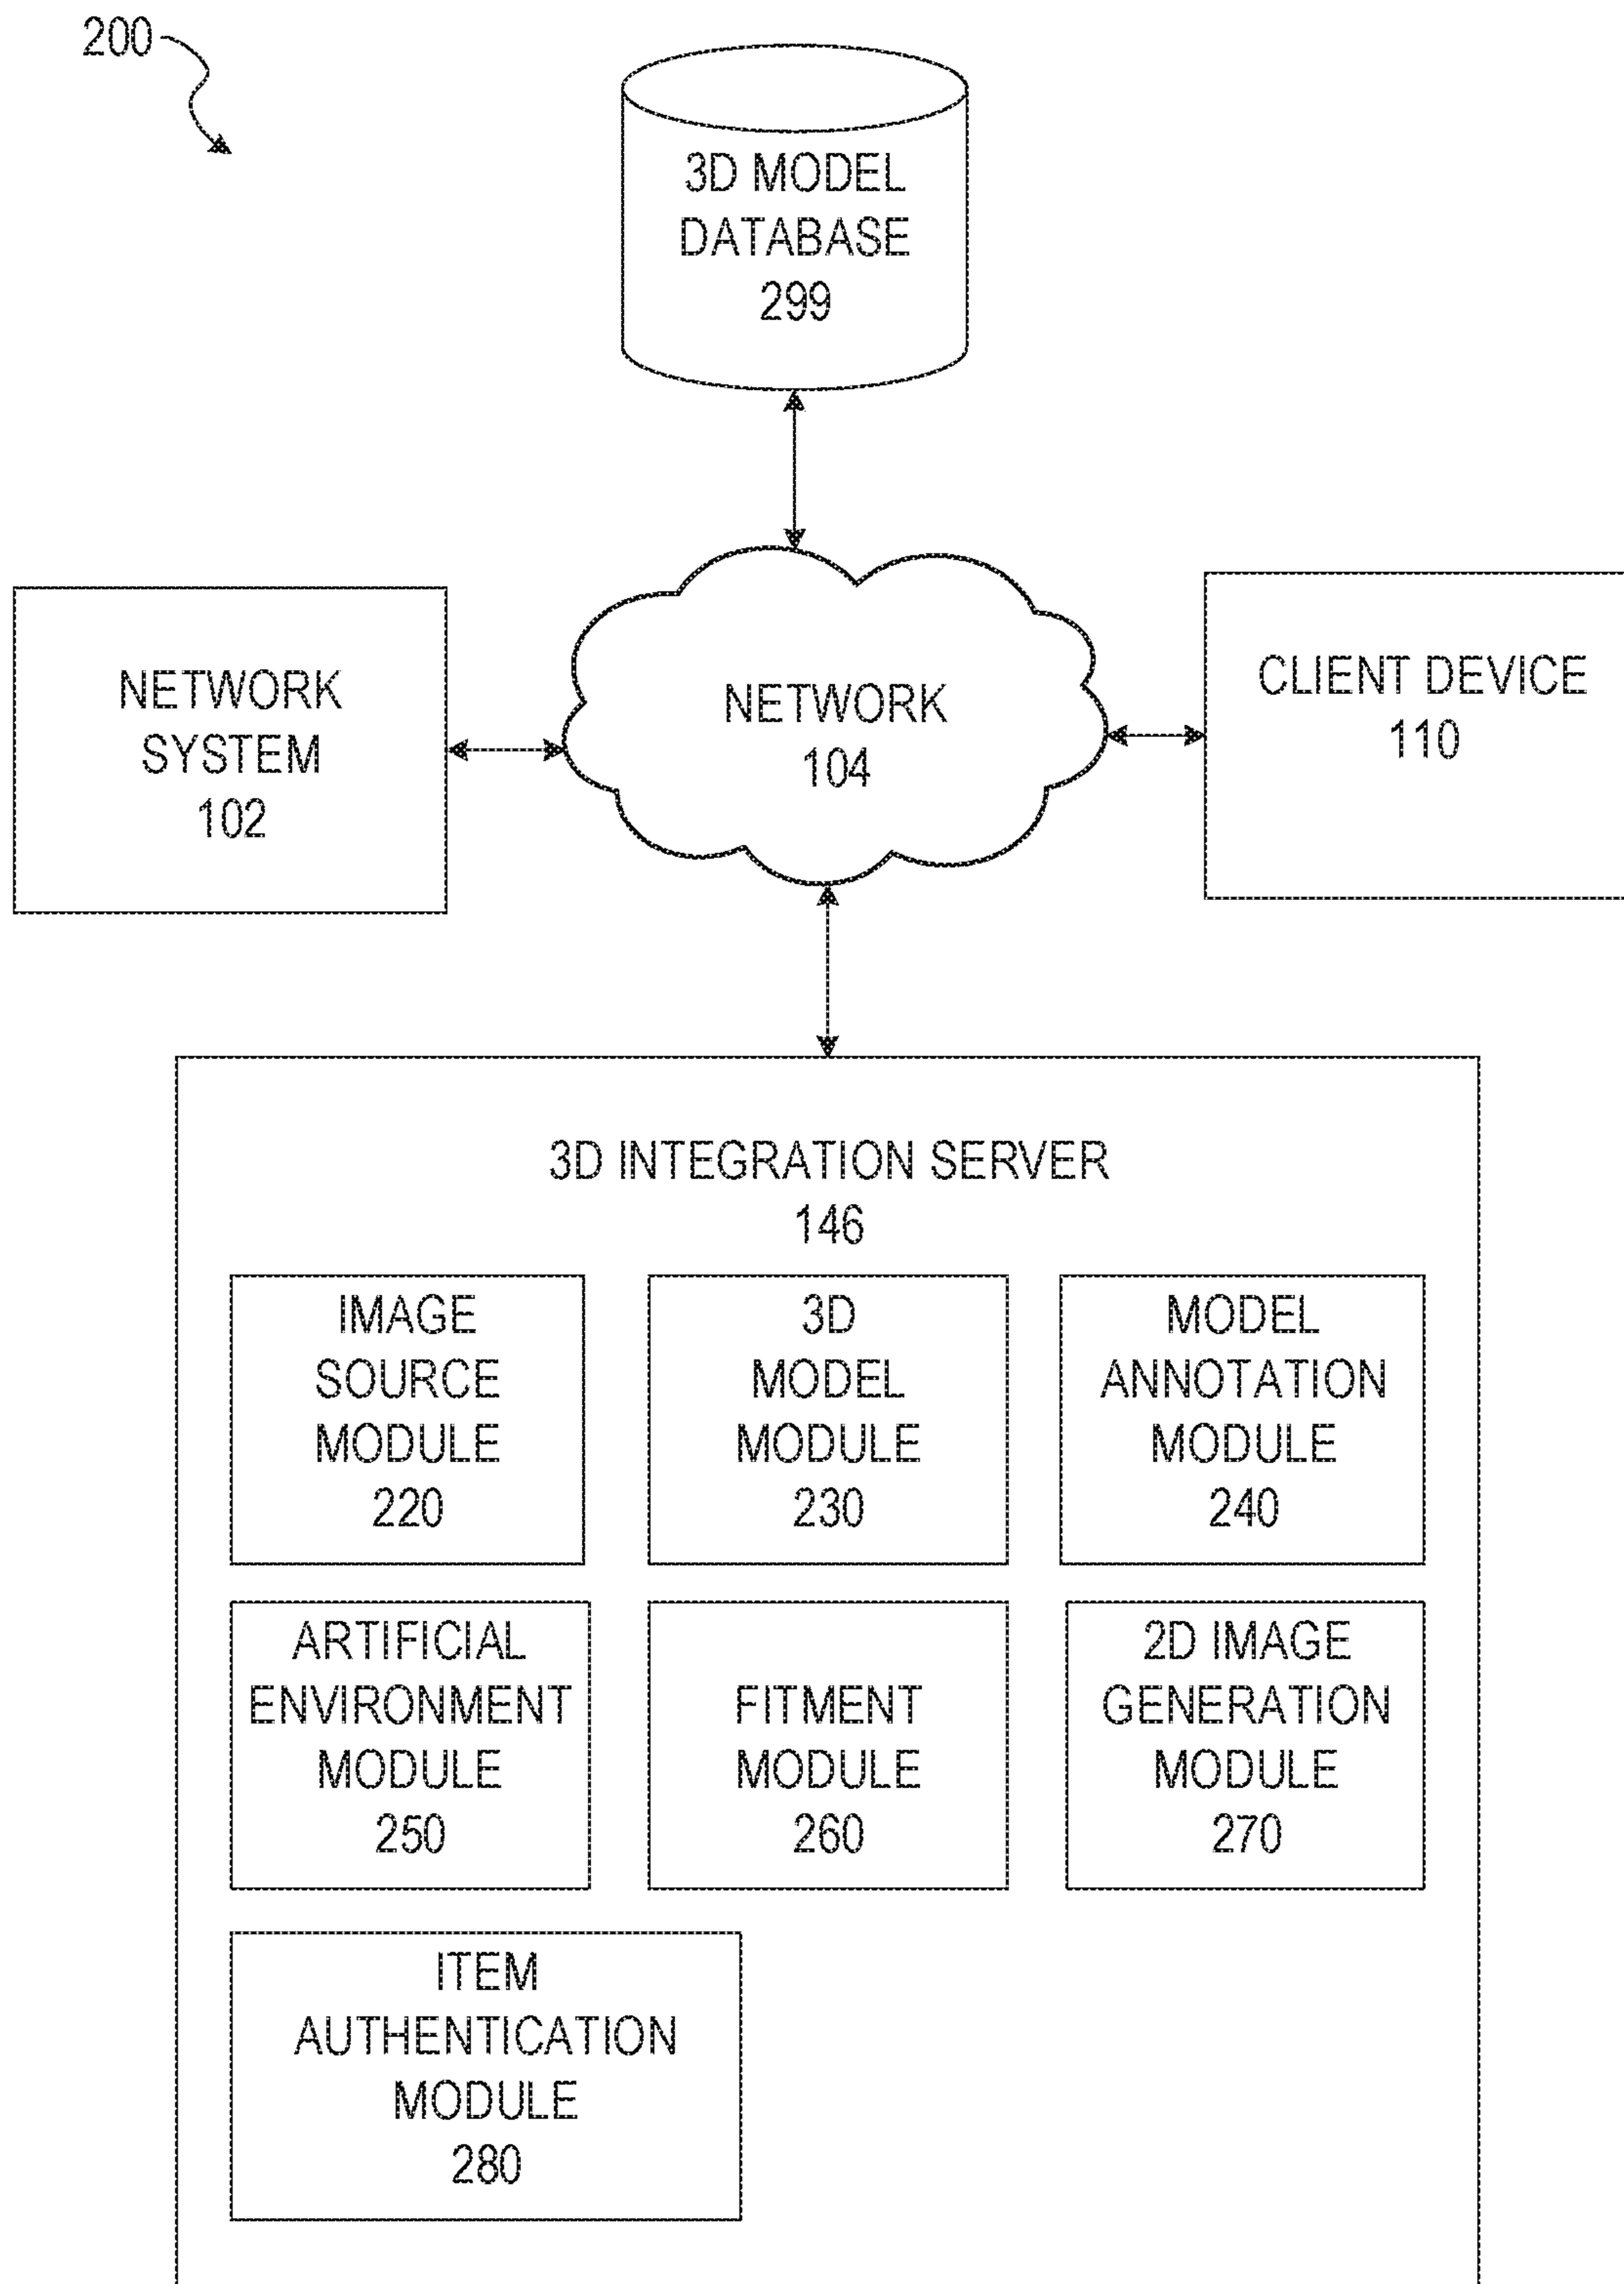 200
3D MODEL
DATABASE
299
NETWORK
SYSTEM
102
NETWORK
104
CLIENT DEVICE
110
3D INTEGRATION SERVER
146
IMAGE
SOURCE
MODULE
220
3D
MODEL
MODULE
230
MODEL
ANNOTATION
MODULE
240
ARTIFICIAL
ENVIRONMENT
MODULE
250
FITMENT
MODULE
260
2D IMAGE
GENERATION
MODULE
270
ITEM
AUTHENTICATION
MODULE
280